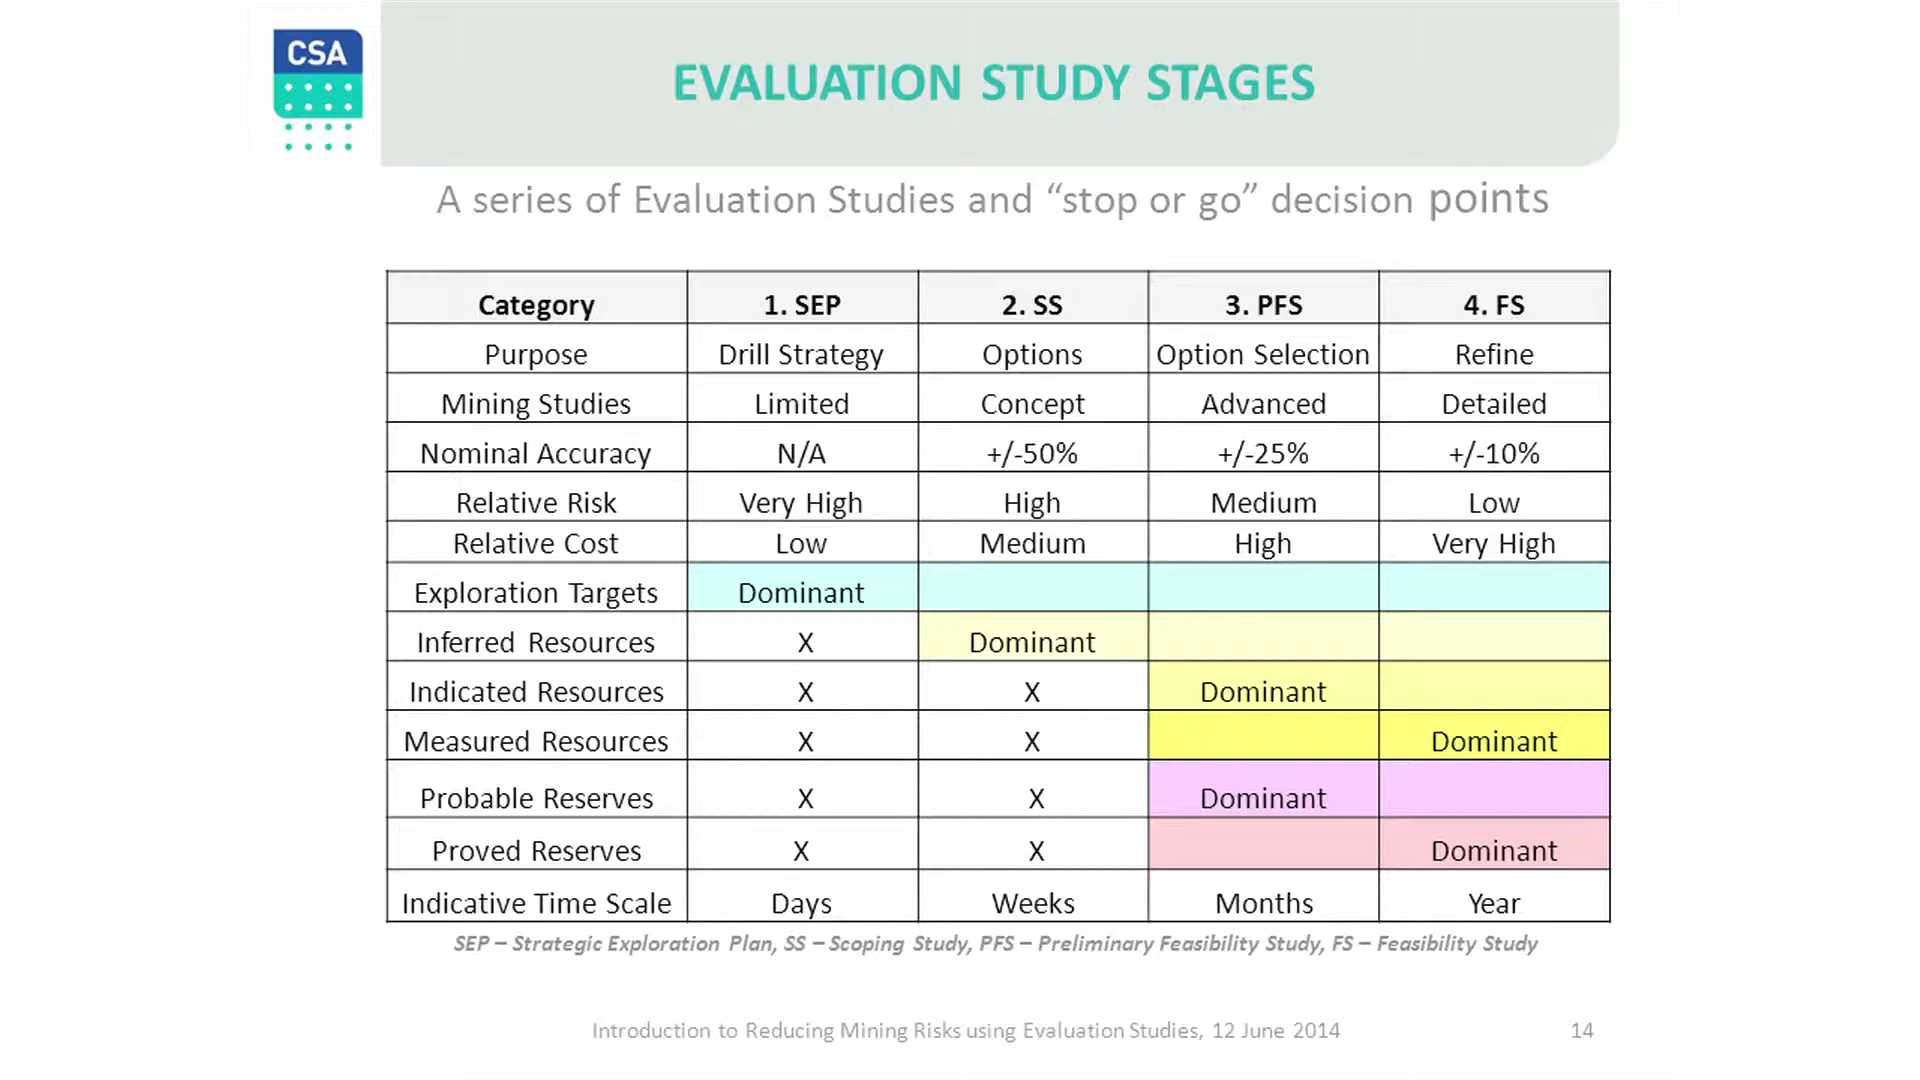 CSA
EVALUATION STUDY STAGES
A series of Evaluation Studies and “stop or go” decision points
Category 1. SEP 2. SS 3. PFS 4. FS
Purpose Drill Strategy Options Option Selection Refine
Mining Studies Limited Concept Advanced Detailed
Nominal Accuracy N/A +/-50% +/-25% +/-10%
Relative Risk Very High High Medium Low
Relative Cost Low Medium High Very High
Exploration Targets Dominant
Inferred Resources X Dominant
Indicated Resources X X Dominant
Measured Resources X X Dominant
Probable Reserves X X Dominant
Proved Reserves X X Dominant
Indicative Time Scale Days Weeks Months Year
SEP – Strategic Exploration Plan, SS – Scoping Study, PFS – Preliminary Feasibility Study, FS – Feasibility Study
Introduction to Reducing Mining Risks using Evaluation Studies, 12 June 2014 14